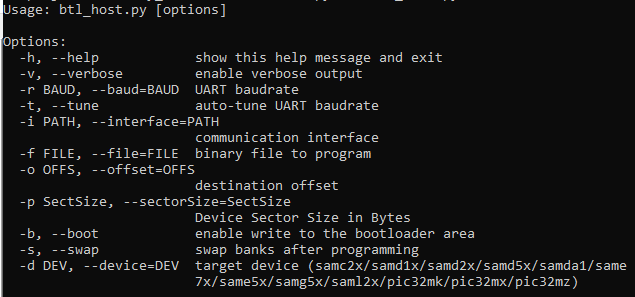 Usage: btl_host.py [options]
Options:
-h, --help show this help message and exit
-v, --verbose enable verbose output
-r BAUD, --baud=BAUD UART baudrate
-t, --tune auto-tune UART baudrate
-i PATH, --interface=PATH
communication interface
-f FILE, --file=FILE binary file to program
-o OFFS, --offset=OFFS
destination offset
-p SectSize, --sectorSize=SectSize
Device Sector Size in Bytes
-b, --boot enable write to the bootloader area
-s, --swap swap banks after programming
-d DEV, --device=DEV target device (samc2x/samd1x/samd2x/samd5x/samda1/same
7x/same5x/samg5x/saml2x/pic32mk/pic32mx/pic32mz)